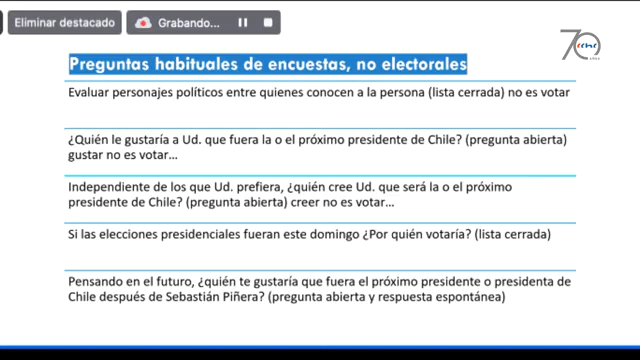 Eliminar destacado
Grabando...
70
AÑOS
Preguntas habituales de encuestas, no electorales
Evaluar personajes políticos entre quienes conocen a la persona (lista cerrada) no es votar
¿Quién le gustaría a Ud. que fuera la o el próximo presidente de Chile? (pregunta abierta)
gustar no es votar...
Independiente de los que Ud. prefiera, ¿quién cree Ud. que será la o el próximo
presidente de Chile? (pregunta abierta) creer no es votar...
Si las elecciones presidenciales fueran este domingo ¿Por quién votaría? (lista cerrada)
Pensando en el futuro, ¿quién te gustaría que fuera el próximo presidente o presidenta de
Chile después de Sebastián Piñera? (pregunta abierta y respuesta espontánea)